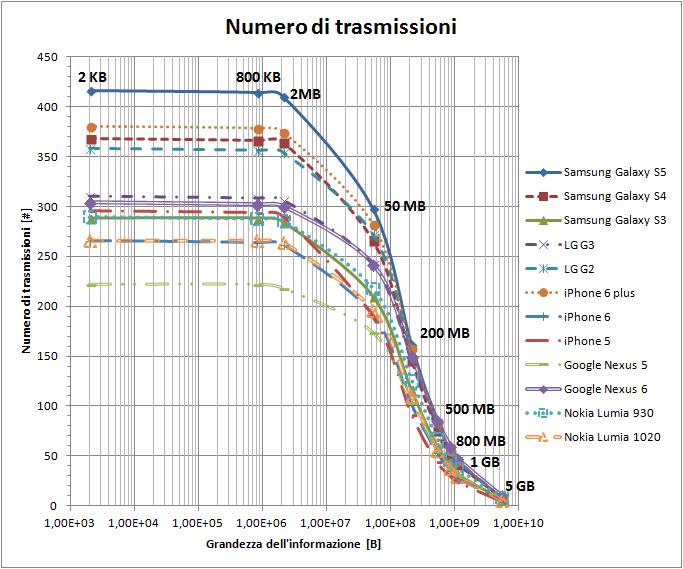 Numero di trasmissioni
450
400
350
300
250
200
150
100
50
0
Numero di trasmissioni [#]
2 KB
800 KB
2MB
50 MB
200 MB
500 MB
800 MB
1 GB
5 GB
1,00E+03 1,00E+04 1,00E+05 1,00E+06 1,00E+07 1,00E+08 1,00E+09 1,00E+10
Grandezza dell'informazione [B]
Samsung Galaxy S5
Samsung Galaxy S4
Samsung Galaxy S3
LG G3
LG G2
iPhone 6 plus
iPhone 6
iPhone 5
Google Nexus 5
Google Nexus 6
Nokia Lumia 930
Nokia Lumia 1020